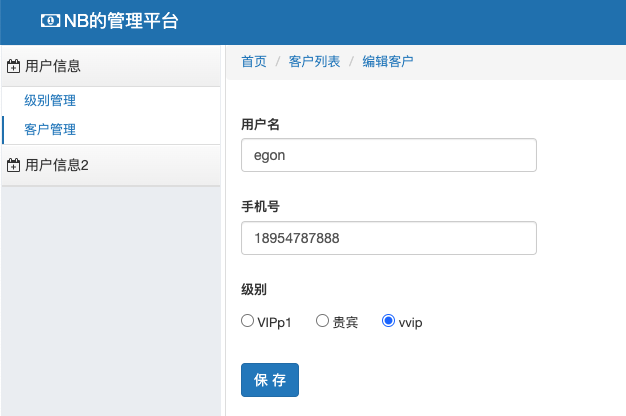 NB的管理平台
用户信息
级别管理
客户管理
用户信息2
首页 / 客户列表 / 编辑客户
用户名
egon
手机号
18954787888
级别
VIPp1 贵宾 vvip
保 存